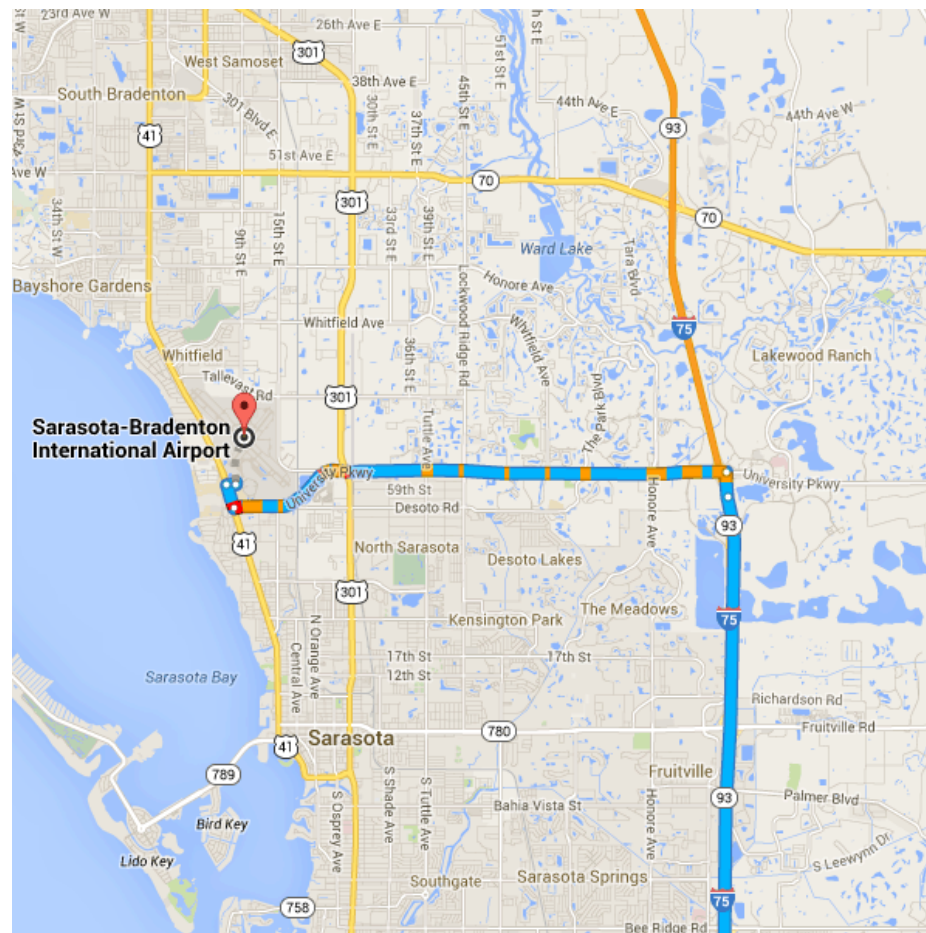 23rd Ave W
26th Ave E
301
West Samoset
51st St E
38th Ave E
45th St E
South Bradenton
301 Blvd E
30th St E
37th St E
44th Ave E
44th Ave W
93
43rd St W
41
51st Ave E
Ave W
70
301
70
34th St W
9th St E
15th St E
33rd St E
39th St E
Ward Lake
Tara Blvd
Bayshore Gardens
Honore Ave
Lockwood Ridge Rd
Whitfield Ave
Whitfield Ave
75
Whitfield
36th St E
Lakewood Ranch
Tallevast Rd
301
The Park Blvd
Sarasota-Bradenton
International Airport
Tuttle Ave
University Pkwy
University Pkwy
59th St
Honore Ave
Desoto Rd
93
41
North Sarasota
Desoto Lakes
301
The Meadows
Kensington Park
75
N Orange Ave
Central Ave
17th St
17th St
12th St
Sarasota Bay
Richardson Rd
Fruitville Rd
780
41
Sarasota
789
Fruitville
S Osprey Ave
S Shade Ave
S Tuttle Ave
Honore Ave
93
Palmer Blvd
Bahia Vista St
Bird Key
S Leewynn Dr
Lido Key
Southgate
Sarasota Springs
75
758
Bee Ridge Rd